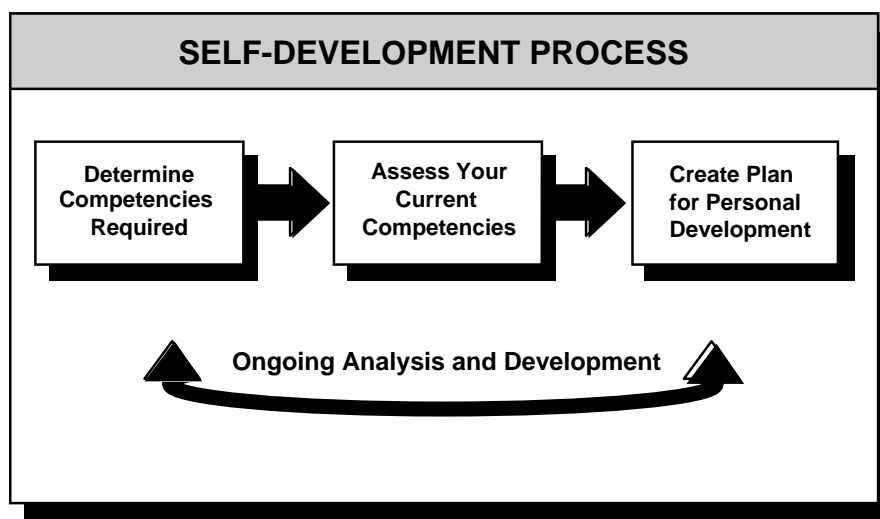 SELF-DEVELOPMENT PROCESS
Determine
Competencies
Required
Assess Your
Current
Competencies
Create Plan
for Personal
Development
Ongoing Analysis and Development